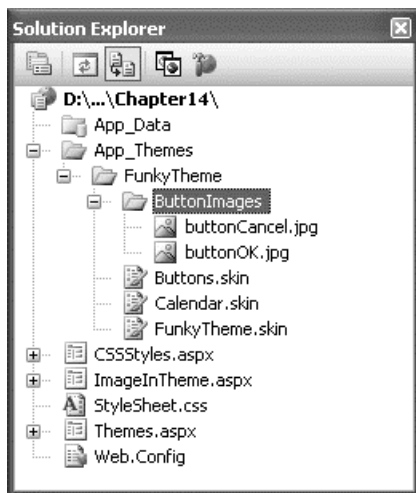 Solution Explorer
D:\...\Chapter14\
App_Data
App_Themes
FunkyTheme
ButtonImages
buttonCancel.jpg
buttonOK.jpg
Buttons.skin
Calendar.skin
FunkyTheme.skin
CSSStyles.aspx
ImageInTheme.aspx
StyleSheet.css
Themes.aspx
Web.Config